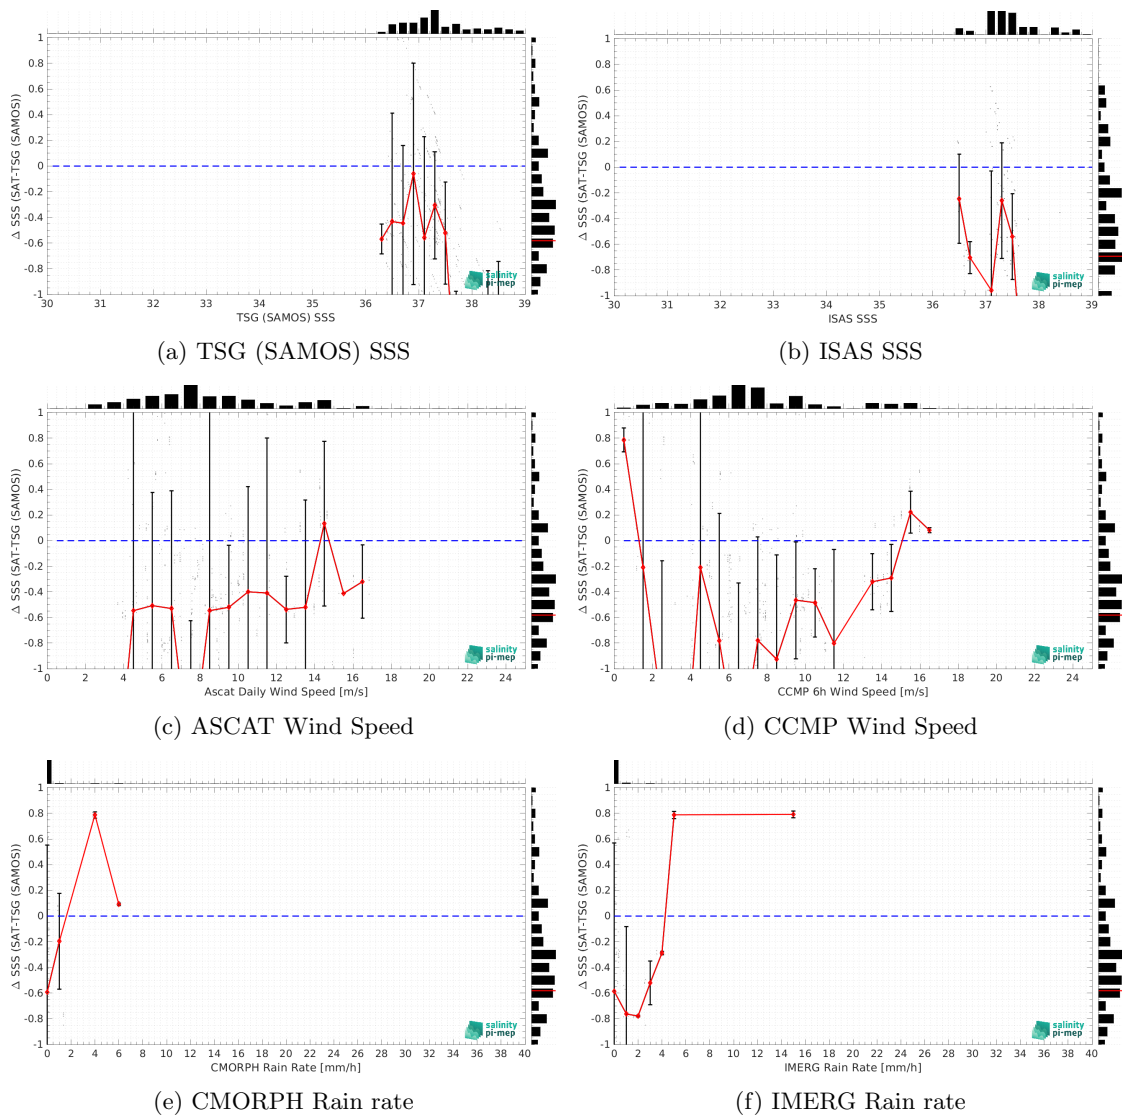 1
0.8
0.6
0.4
0.2
0
-0.2
-0.4
-0.6
-0.8
-1
Δ SSS (SAT-TSG (SAMOS))
30 31 32 33 34 35 36 37 38 39
TSG (SAMOS) SSS
salinity
pi-mep
(a) TSG (SAMOS) SSS
1
0.8
0.6
0.4
0.2
0
-0.2
-0.4
-0.6
-0.8
-1
Δ SSS (SAT-TSG (SAMOS))
30 31 32 33 34 35 36 37 38 39
ISAS SSS
salinity
pi-mep
(b) ISAS SSS
1
0.8
0.6
0.4
0.2
0
-0.2
-0.4
-0.6
-0.8
-1
Δ SSS (SAT-TSG (SAMOS))
0 2 4 6 8 10 12 14 16 18 20 22 24
Ascat Daily Wind Speed [m/s]
salinity
pi-mep
(c) ASCAT Wind Speed
1
0.8
0.6
0.4
0.2
0
-0.2
-0.4
-0.6
-0.8
-1
Δ SSS (SAT-TSG (SAMOS))
0 2 4 6 8 10 12 14 16 18 20 22 24
CCMP 6h Wind Speed [m/s]
salinity
pi-mep
(d) CCMP Wind Speed
1
0.8
0.6
0.4
0.2
0
-0.2
-0.4
-0.6
-0.8
-1
Δ SSS (SAT-TSG (SAMOS))
0 2 4 6 8 10 12 14 16 18 20 22 24 26 28 30 32 34 36 38 40
CMORPH Rain Rate [mm/h]
salinity
pi-mep
(e) CMORPH Rain rate
1
0.8
0.6
0.4
0.2
0
-0.2
-0.4
-0.6
-0.8
-1
Δ SSS (SAT-TSG (SAMOS))
0 2 4 6 8 10 12 14 16 18 20 22 24 26 28 30 32 34 36 38 40
IMERG Rain Rate [mm/h]
salinity
pi-mep
(f) IMERG Rain rate